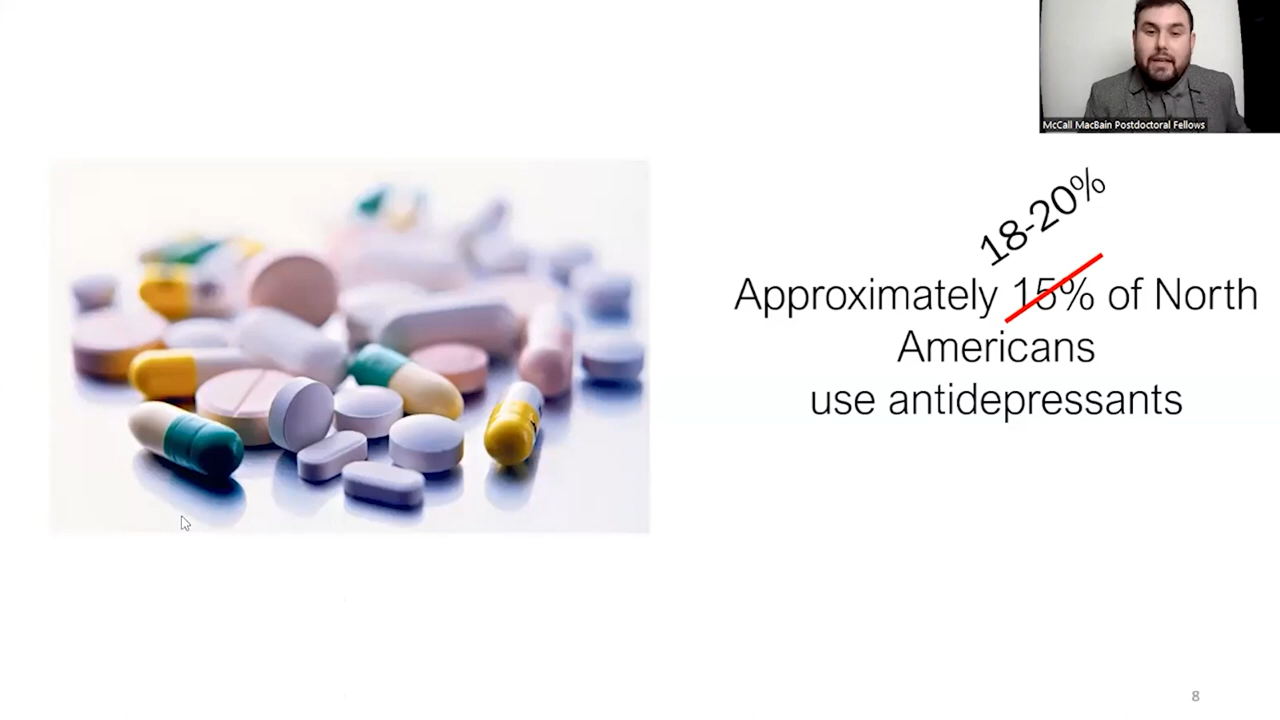 McCall MacBain Postdoctoral Fellows
18-20%
Approximately 15% of North
Americans
use antidepressants
8